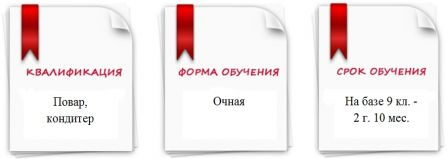 КВАЛИФИКАЦИЯ
Повар,
кондитер
ФОРМА ОБУЧЕНИЯ
Очная
СРОК ОБУЧЕНИЯ
На базе 9 кл. -
2 г. 10 мес.